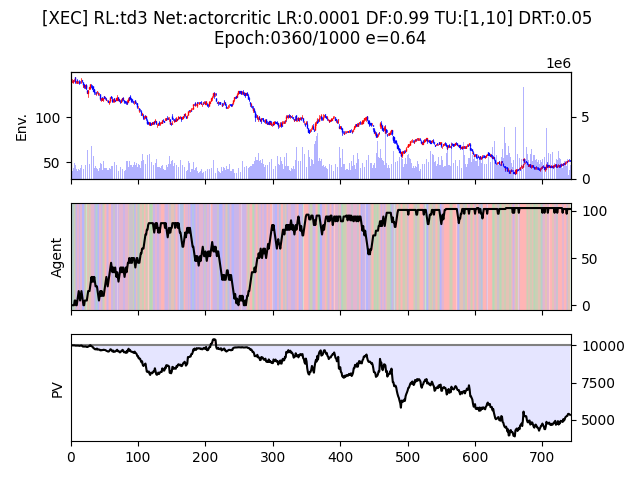 [XEC] RL:td3 Net:actorcritic LR:0.0001 DF:0.99 TU:[1,10] DRT:0.05
Epoch:0360/1000 e=0.64
1e6
Env.
100
50
5
0
Agent
100
50
0
PV
10000
7500
5000
0 100 200 300 400 500 600 700